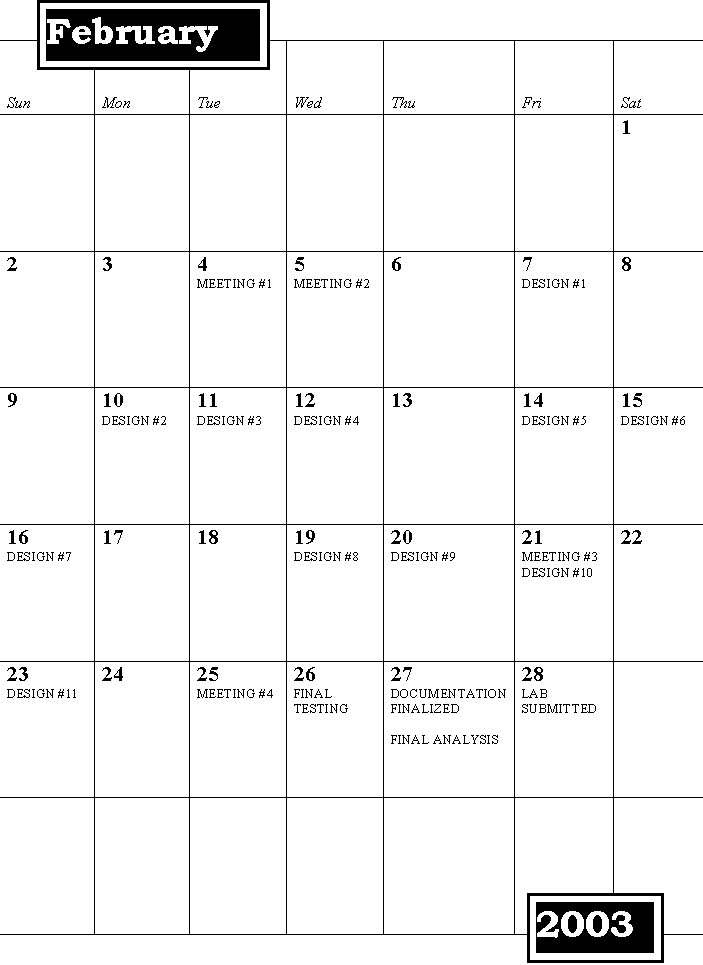 February
Sun Mon Tue Wed Thu Fri Sat
1
2 3 4 5 6 7 8
MEETING #1 MEETING #2 DESIGN #1
9 10 11 12 13 14 15
DESIGN #2 DESIGN #3 DESIGN #4 DESIGN #5 DESIGN #6
16 17 18 19 20 21 22
DESIGN #7 DESIGN #8 DESIGN #9 MEETING #3
DESIGN #10
23 24 25 26 27 28
DESIGN #11 MEETING #4 FINAL DOCUMENTATION LAB
TESTING FINALIZED SUBMITTED
FINAL ANALYSIS
2003